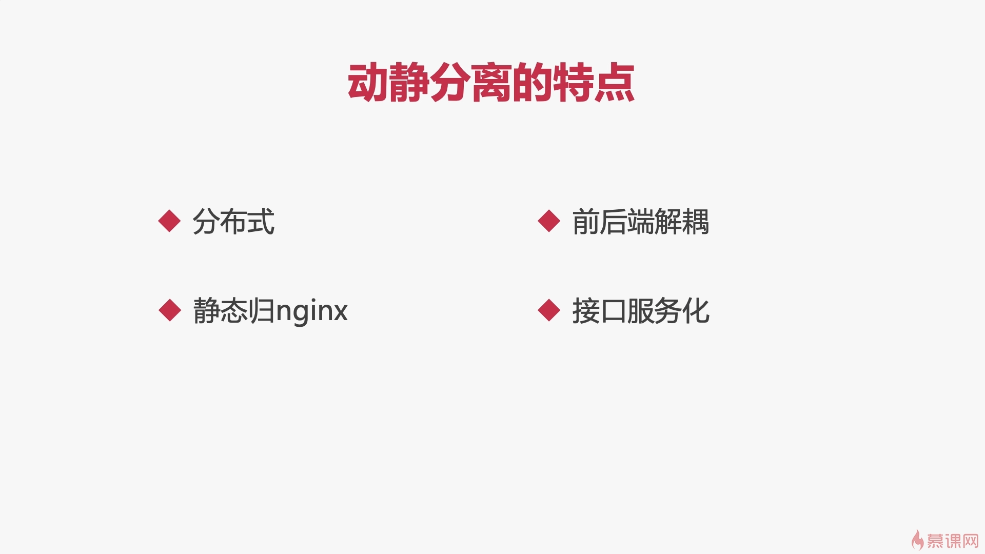 动静分离的特点
分布式
前后端解耦
静态归nginx
接口服务化
慕课网